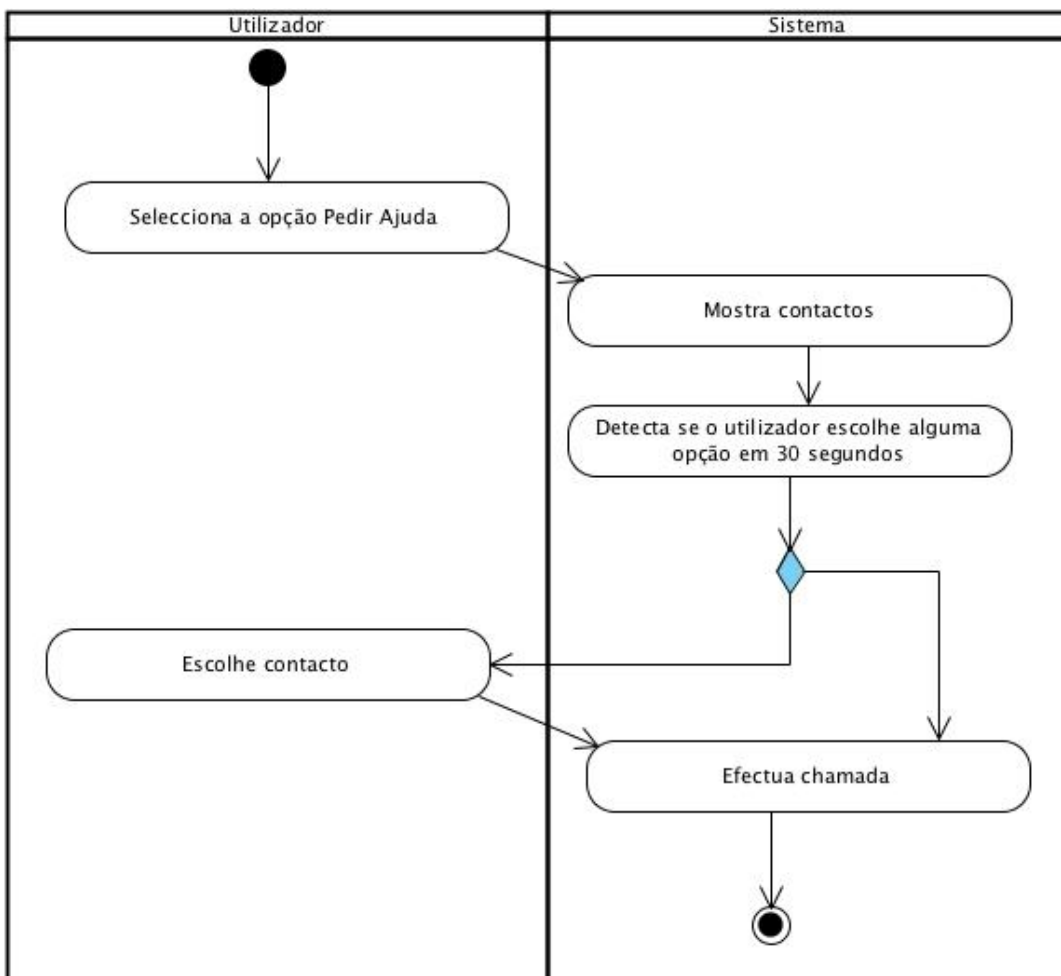 Utilizador
Sistema
Selecciona a opção Pedir Ajuda
Mostra contactos
Detecta se o utilizador escolhe alguma
opção em 30 segundos
Escolhe contacto
Efectua chamada